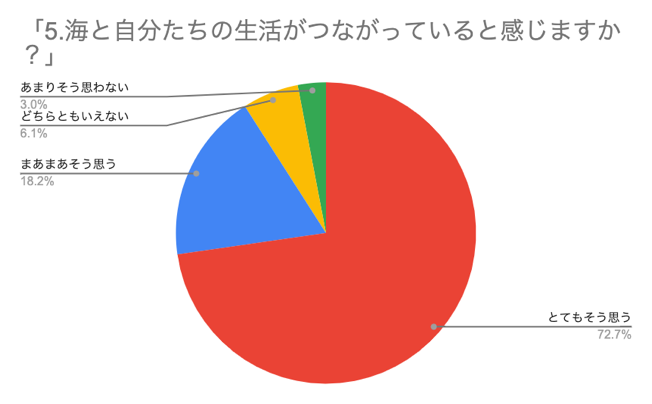 「5.海と自分たちの生活がつながっていると感じますか
？」
あまりそう思わない
3.0%
どちらともいえない
6.1%
まあまあそう思う
18.2%
とてもそう思う
72.7%